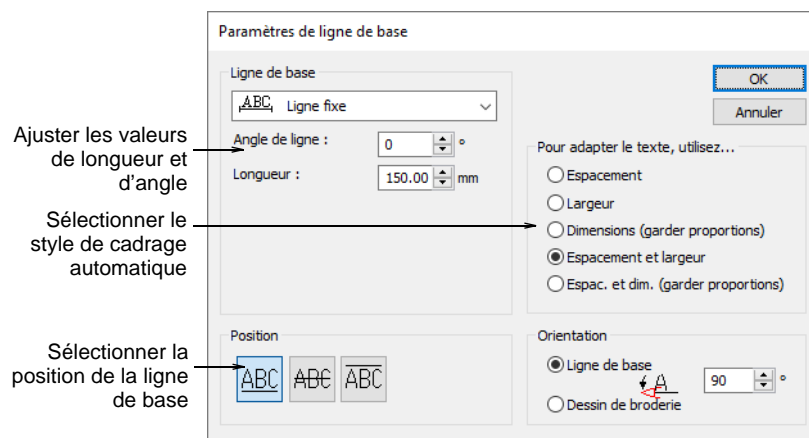 Paramètres de ligne de base
Ligne de base
ABC Ligne fixe
Angle de ligne : 0 °
Longueur : 150.00 mm
OK
Annuler
Pour adapter le texte, utilisez...
Espacement
Largeur
Dimensions (garder proportions)
Espacement et largeur
Espac. et dim. (garder proportions)
Position
ABC ABC ABC
Orientation
Ligne de base
A 90 °
Dessin de broderie
Ajuster les valeurs
de longueur et
d'angle
Sélectionner le
style de cadrage
automatique
Sélectionner la
position de la ligne
de base